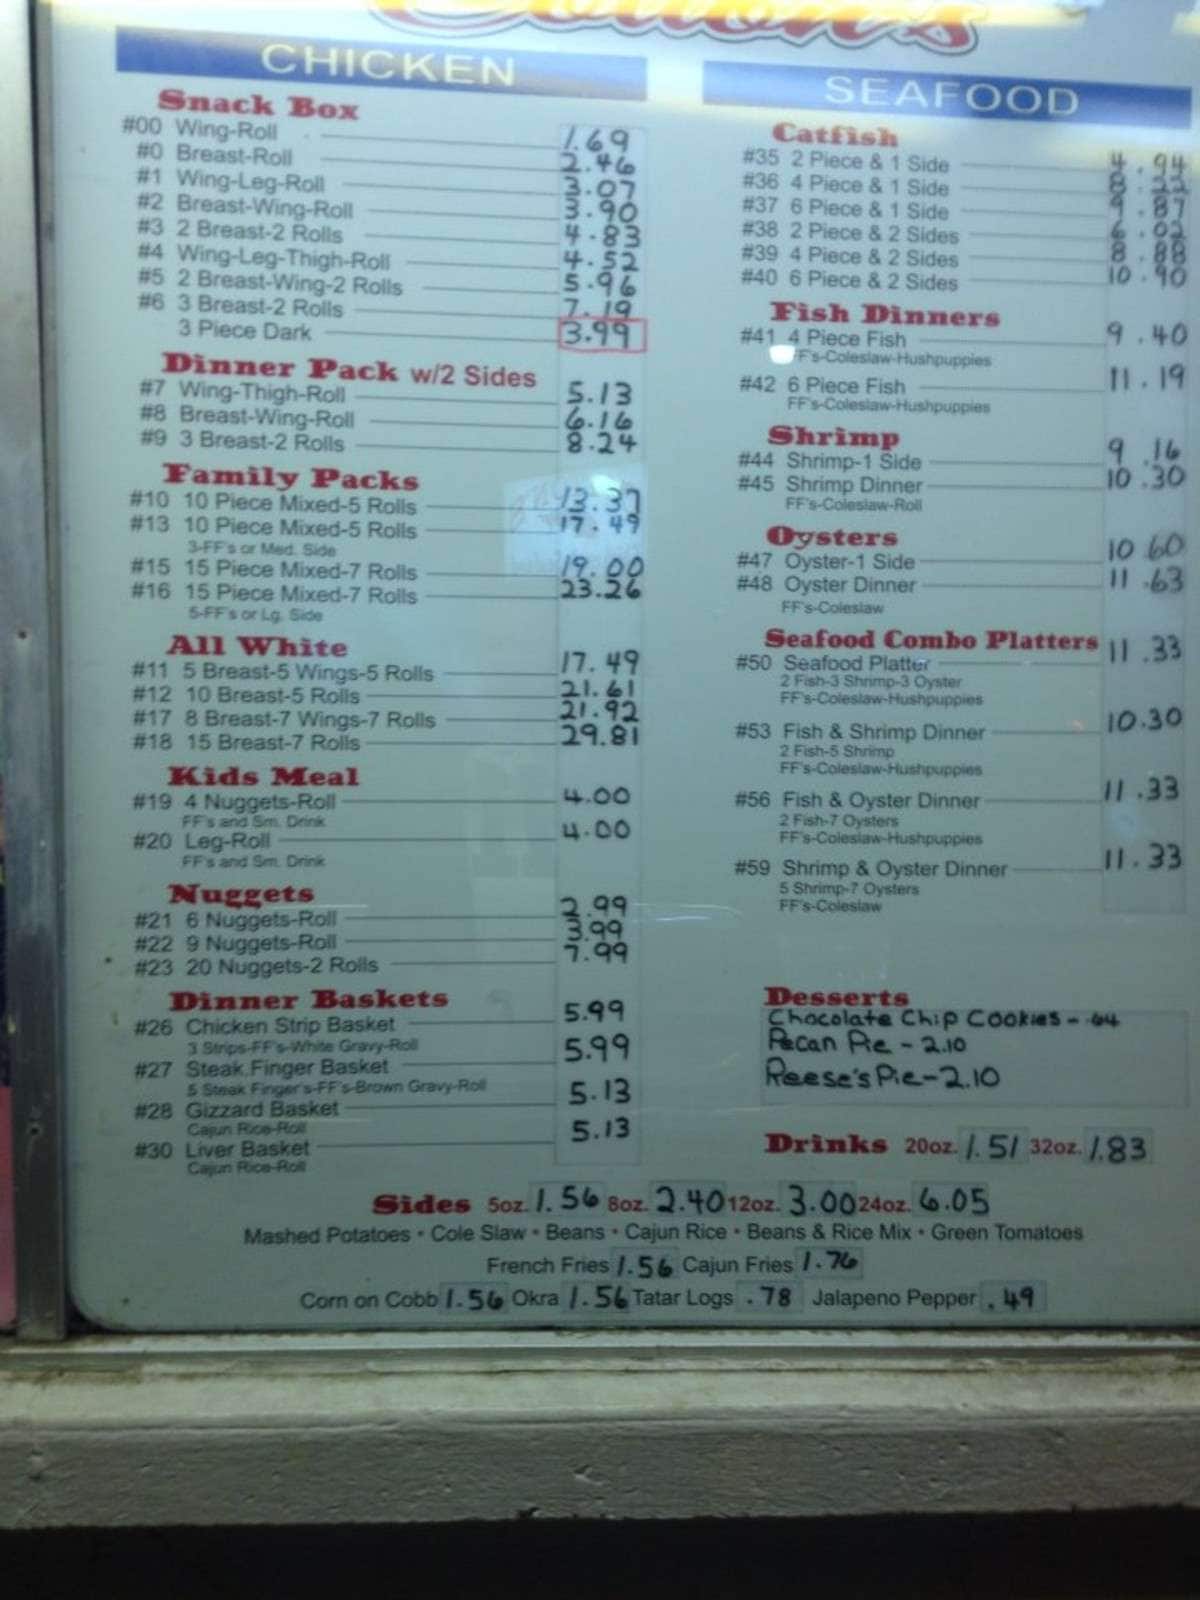 CHICKEN
Snack Box
#00 Wing-Roll 1.69
#0 Breast-Roll 2.46
#1 Wing-Leg-Roll 3.07
#2 Breast-Wing-Roll 3.90
#3 2 Breast-2 Rolls 4.83
#4 Wing-Leg-Thigh-Roll 4.52
#5 2 Breast-Wing-2 Rolls 5.96
#6 3 Breast-2 Rolls 7.19
3 Piece Dark 3.99
Dinner Pack w/2 Sides
#7 Wing-Thigh-Roll 5.13
#8 Breast-Wing-Roll 6.16
#9 3 Breast-2 Rolls 8.24
Family Packs
#10 10 Piece Mixed-5 Rolls 13.37
#13 10 Piece Mixed-5 Rolls 17.49
3-FF's or Med. Side
#15 15 Piece Mixed-7 Rolls 19.00
#16 15 Piece Mixed-7 Rolls 23.26
5-FF's or Lg. Side
All White
#11 5 Breast-5 Wings-5 Rolls 17.49
#12 10 Breast-5 Rolls 21.61
#17 8 Breast-7 Wings-7 Rolls 21.92
#18 15 Breast-7 Rolls 29.81
Kids Meal
#19 4 Nuggets-Roll 4.00
FF's and Sm. Drink
#20 Leg-Roll 4.00
FF's and Sm. Drink
Nuggets
#21 6 Nuggets-Roll 2.99
#22 9 Nuggets-Roll 3.99
#23 20 Nuggets-2 Rolls 7.99
Dinner Baskets
#26 Chicken Strip Basket 5.99
3 Strips-FF's-White Gravy-Roll
#27 Steak Finger Basket 5.99
5 Steak Finger's-FF's-Brown Gravy-Roll
#28 Gizzard Basket 5.13
Cajun Rice-Roll
#30 Liver Basket 5.13
Cajun Rice-Roll
SEAFOOD
Catfish
#35 2 Piece & 1 Side 4.94
#36 4 Piece & 1 Side
#37 6 Piece & 1 Side 9.87
#38 2 Piece & 2 Sides 6.02
#39 4 Piece & 2 Sides 8.88
#40 6 Piece & 2 Sides 10.90
Fish Dinners
#41 4 Piece Fish 9.40
FF's-Coleslaw-Hushpuppies
#42 6 Piece Fish 11.19
FF's-Coleslaw-Hushpuppies
Shrimp
#44 Shrimp-1 Side 9 .16
#45 Shrimp Dinner 10.30
FF's-Coleslaw-Roll
Oysters
#47 Oyster-1 Side 10 60
#48 Oyster Dinner 11.63
FF's-Coleslaw
Seafood Combo Platters
#50 Seafood Platter 11.33
2 Fish-3 Shrimp-3 Oyster
FF's-Coleslaw-Hushpuppies
#53 Fish & Shrimp Dinner 10.30
2 Fish-5 Shrimp
FF's-Coleslaw-Hushpuppies
#56 Fish & Oyster Dinner 11.33
2 Fish-7 Oysters
FF's-Coleslaw-Hushpuppies
#59 Shrimp & Oyster Dinner 11.33
5 Shrimp-7 Oysters
FF's-Coleslaw
Desserts
Chocolate Chip Cookies - .64
Pecan Pie - 2.10
Reese's Pie - 2.10
Drinks 20oz. 1.51 32oz. 1.83
Sides 5oz. 1.56 8oz. 2.40 12oz. 3.00 24oz. 6.05
Mashed Potatoes • Cole Slaw • Beans • Cajun Rice • Beans & Rice Mix • Green Tomatoes
French Fries 1.56 Cajun Fries 1.76
Corn on Cobb 1.56 Okra 1.56 Tatar Logs .78 Jalapeno Pepper .49